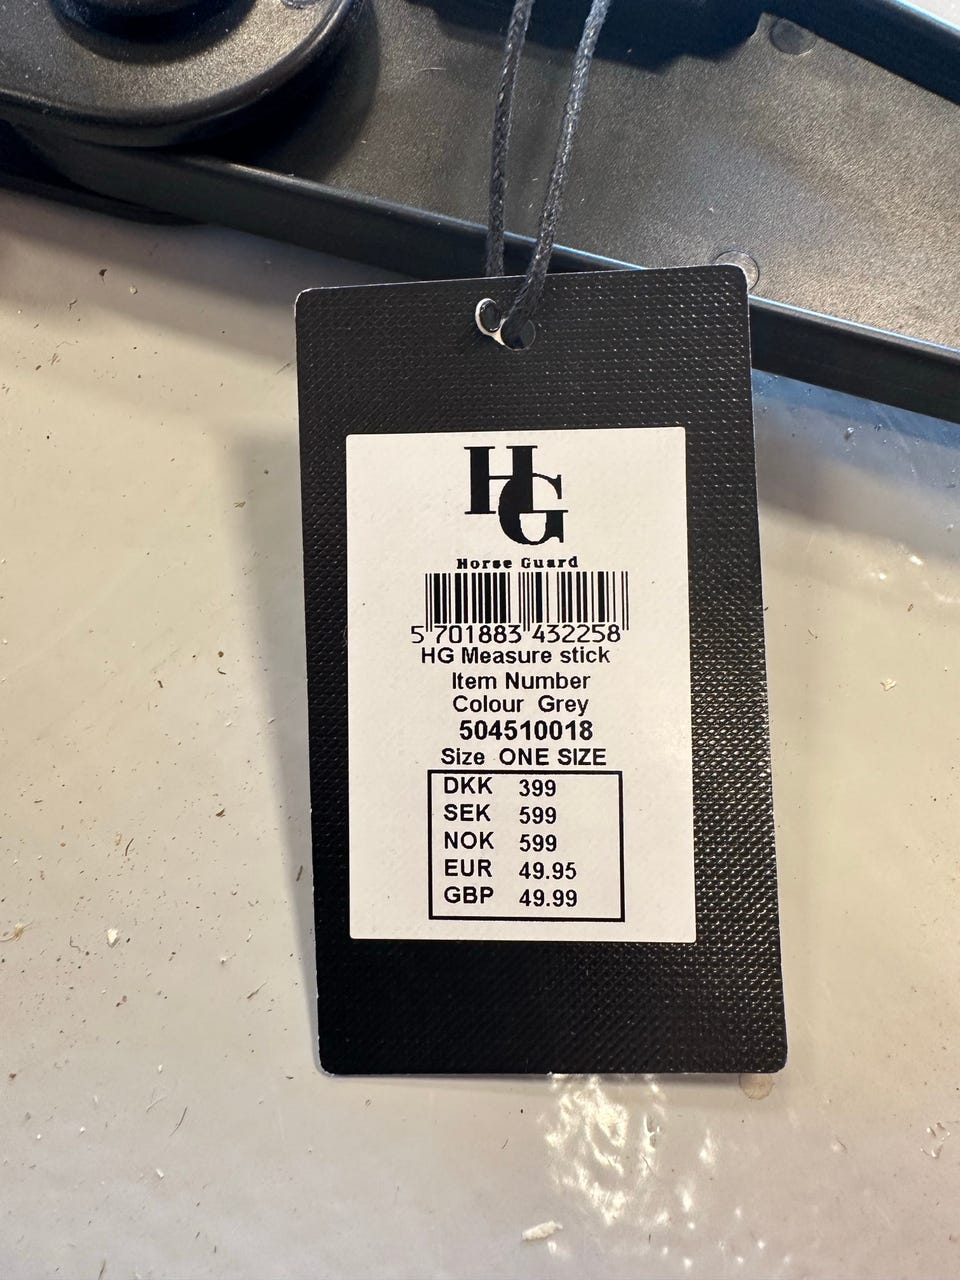 HG
Horse Guard
5 701883 432258
HG Measure stick
Item Number
Colour Grey
504510018
Size ONE SIZE
DKK 399
SEK 599
NOK 599
EUR 49.95
GBP 49.99